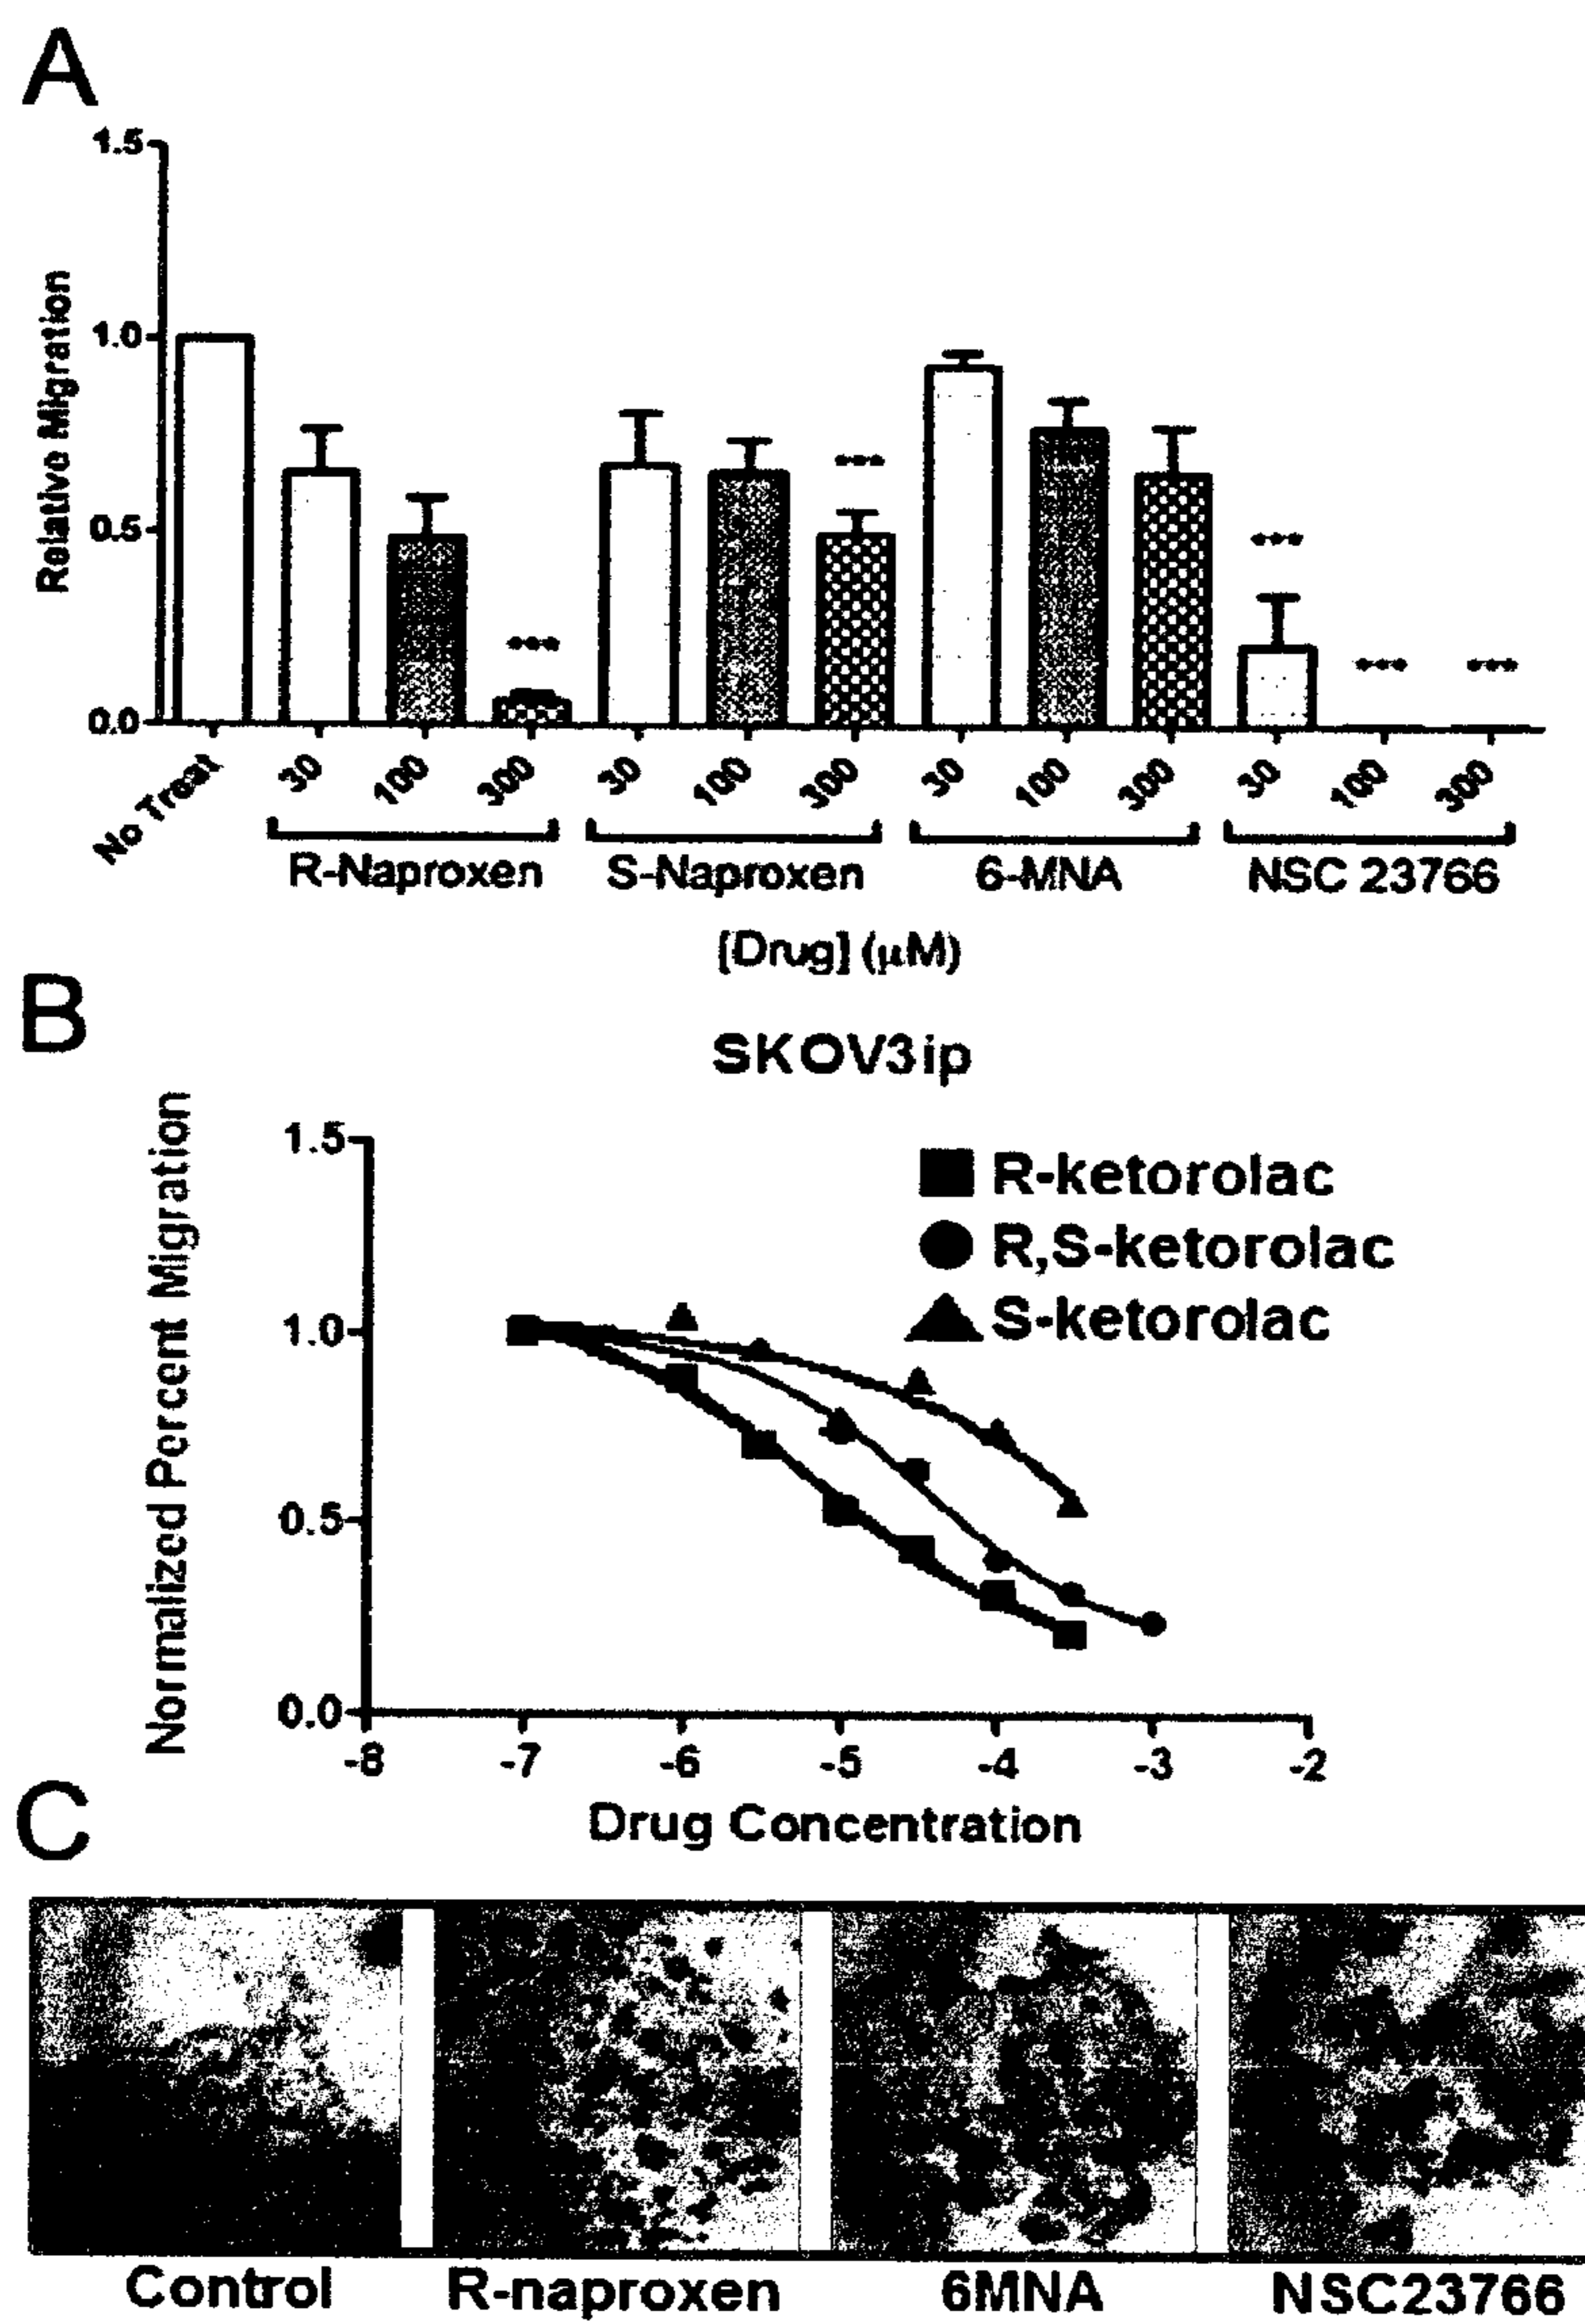 A
1.5
1.0
0.5
0.0
Relative Migration
No Treat 30 100 300 30 100 300 30 100 300 30 100 300
R-Naproxen S-Naproxen 6-MNA NSC 23766
[Drug] (µM)
***
***
***
***
***
B
SKOV3ip
Normalized Percent Migration
1.5
1.0
0.5
0.0
R-ketorolac
R,S-ketorolac
S-ketorolac
-8 -7 -6 -5 -4 -3 -2
Drug Concentration
C
Control R-naproxen 6MNA NSC23766